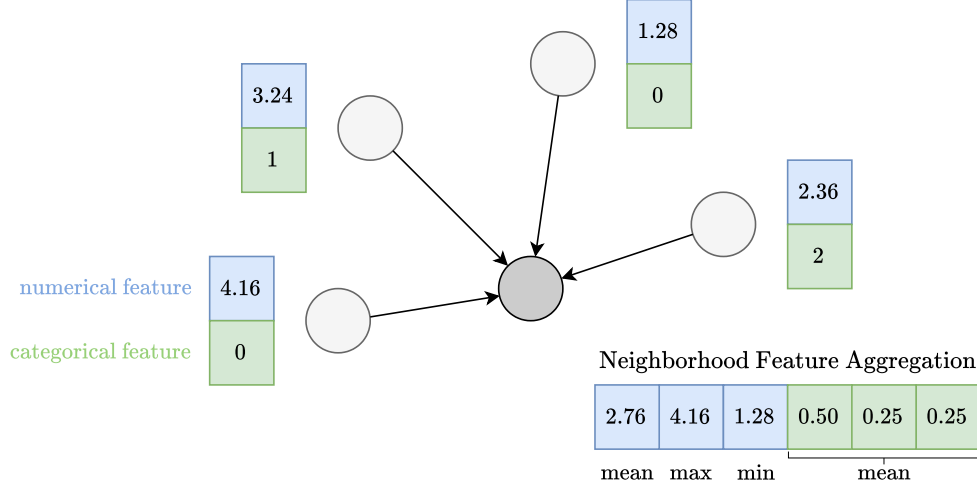 1.28
0
3.24
1
2.36
2
numerical feature
4.16
categorical feature
0
Neighborhood Feature Aggregation
2.76 4.16 1.28 0.50 0.25 0.25
mean max min mean